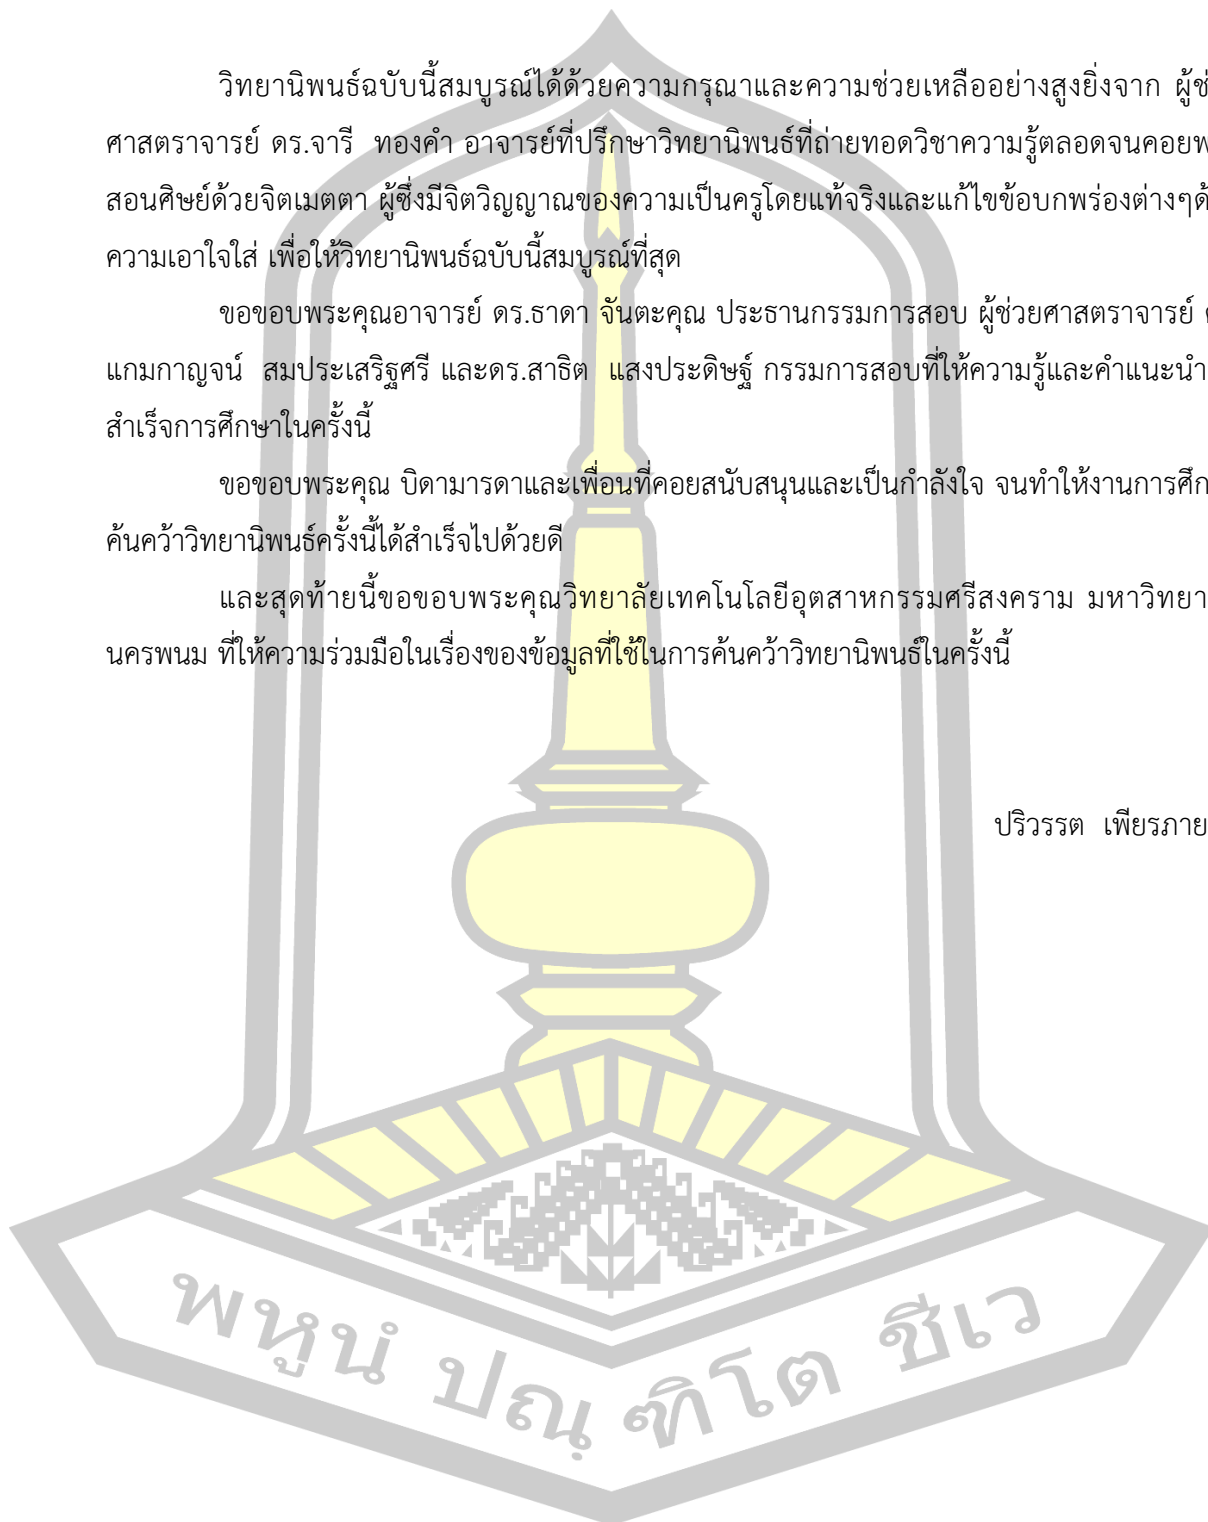 วิทยานิพนธ์ฉบับนี้สมบูรณ์ได้ด้วยความกรุณาและความช่วยเหลืออย่างสูงยิ่งจาก ผู้ช่
ศาสตราจารย์ ดร.จารี ทองคำ อาจารย์ที่ปรึกษาวิทยานิพนธ์ที่ถ่ายทอดวิชาความรู้ตลอดจนคอยพ
สอนศิษย์ด้วยจิตเมตตา ผู้ซึ่งมีจิตวิญญาณของความเป็นครูโดยแท้จริงและแก้ไขข้อบกพร่องต่างๆด้
ความเอาใจใส่ เพื่อให้วิทยานิพนธ์ฉบับนี้สมบูรณ์ที่สุด
ขอขอบพระคุณอาจารย์ ดร.ธาดา จันตะคุณ ประธานกรรมการสอบ ผู้ช่วยศาสตราจารย์
แกมกาญจน์ สมประเสริฐศรี และดร.สาธิต แสงประดิษฐ์ กรรมการสอบที่ให้ความรู้และคำแนะนำ
สำเร็จการศึกษาในครั้งนี้
ขอขอบพระคุณ บิดามารดาและเพื่อนที่คอยสนับสนุนและเป็นกำลังใจ จนทำให้งานการศึก
ค้นคว้าวิทยานิพนธ์ครั้งนี้ได้สำเร็จไปด้วยดี
และสุดท้ายนี้ขอขอบพระคุณวิทยาลัยเทคโนโลยีอุตสาหกรรมศรีสงคราม มหาวิทยา
นครพนม ที่ให้ความร่วมมือในเรื่องของข้อมูลที่ใช้ในการค้นคว้าวิทยานิพนธ์ในครั้งนี้
ปริวรรต เพียรภาย
พหูนํ ปณฺฑิโต ชีเว